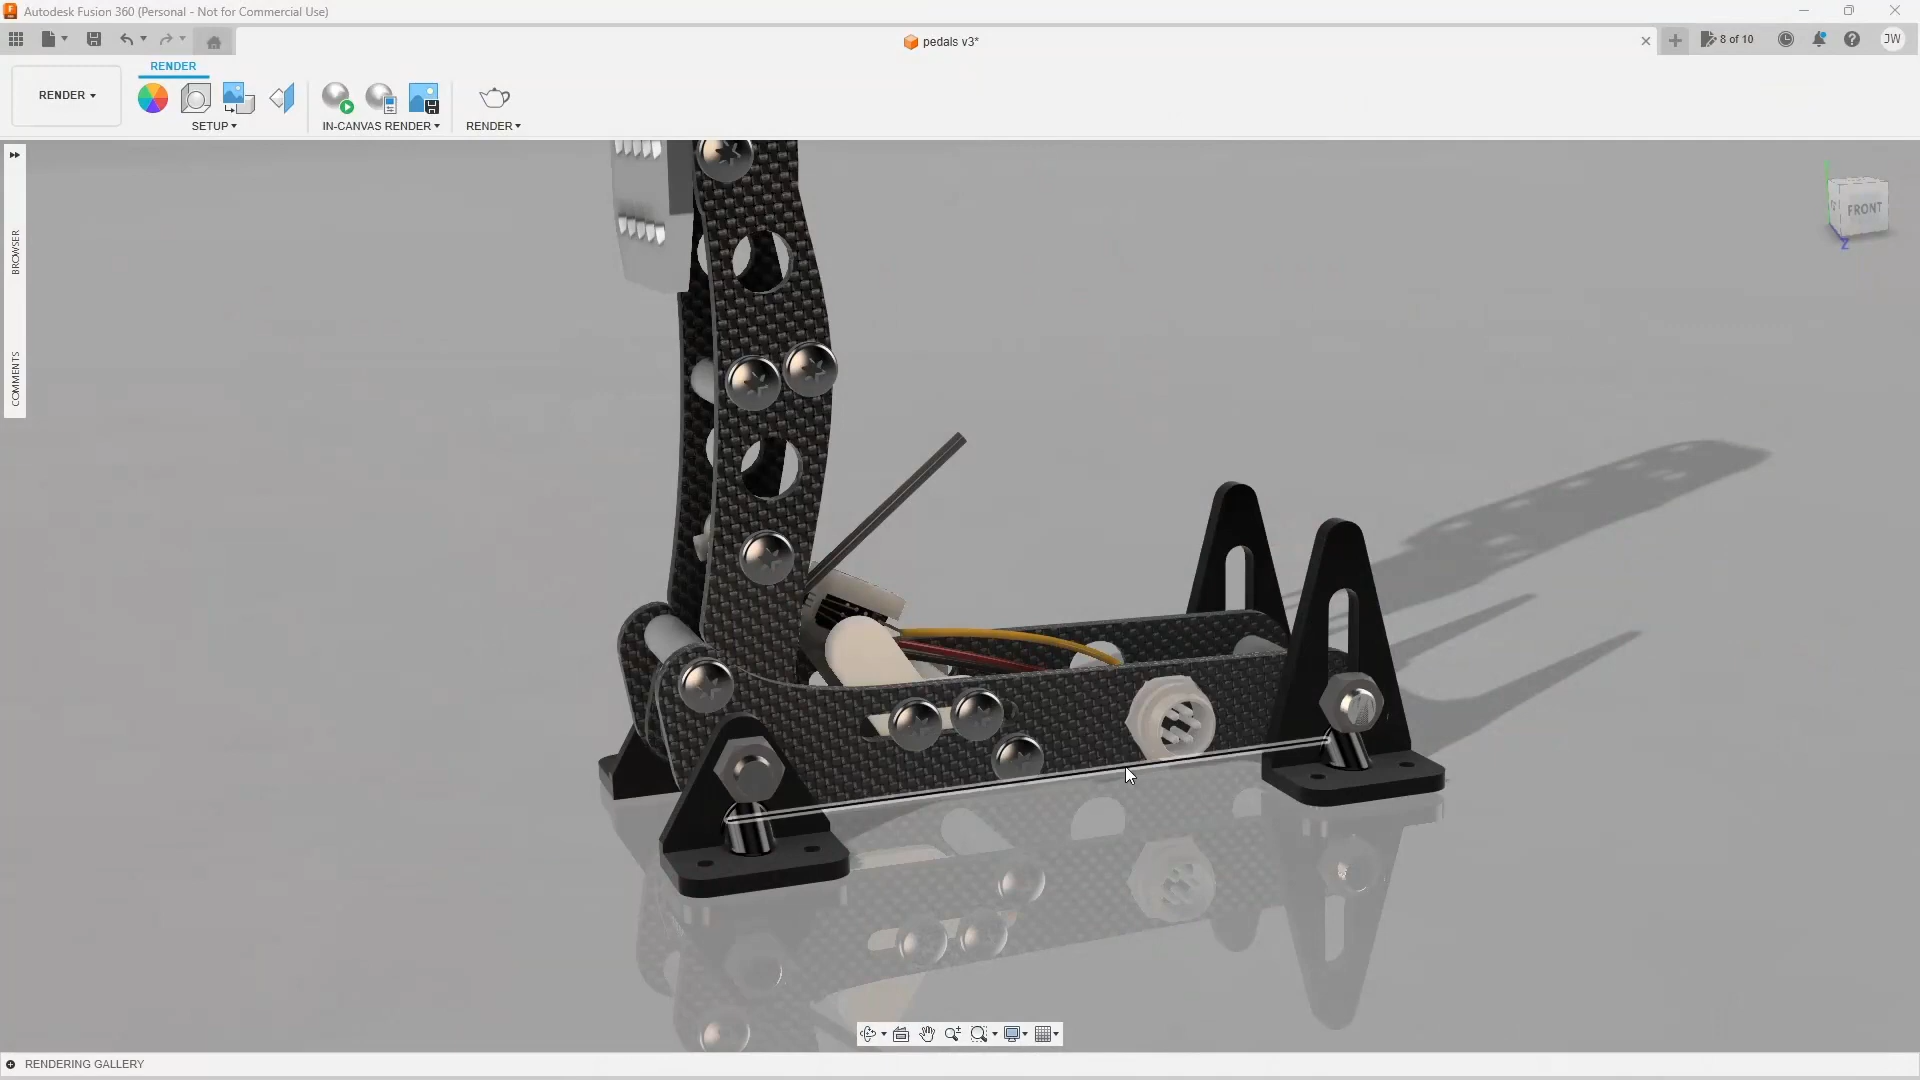 Autodesk Fusion 360 (Personal - Not for Commercial Use)
pedals v3*
8 of 10
JW
RENDER
RENDER
SETUP
IN-CANVAS RENDER
RENDER
BROWSER
COMMENTS
FRONT
Z
RENDERING GALLERY